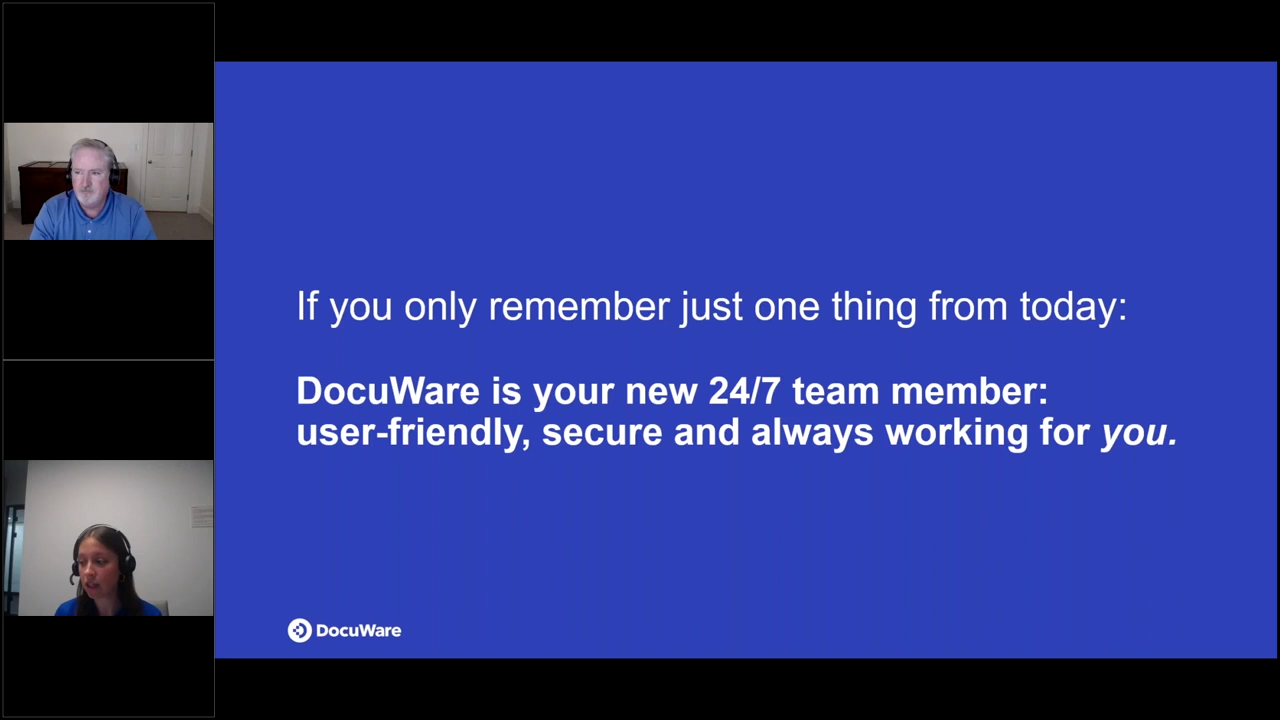 If you only remember just one thing from today:
DocuWare is your new 24/7 team member:
user-friendly, secure and always working for you.
DocuWare